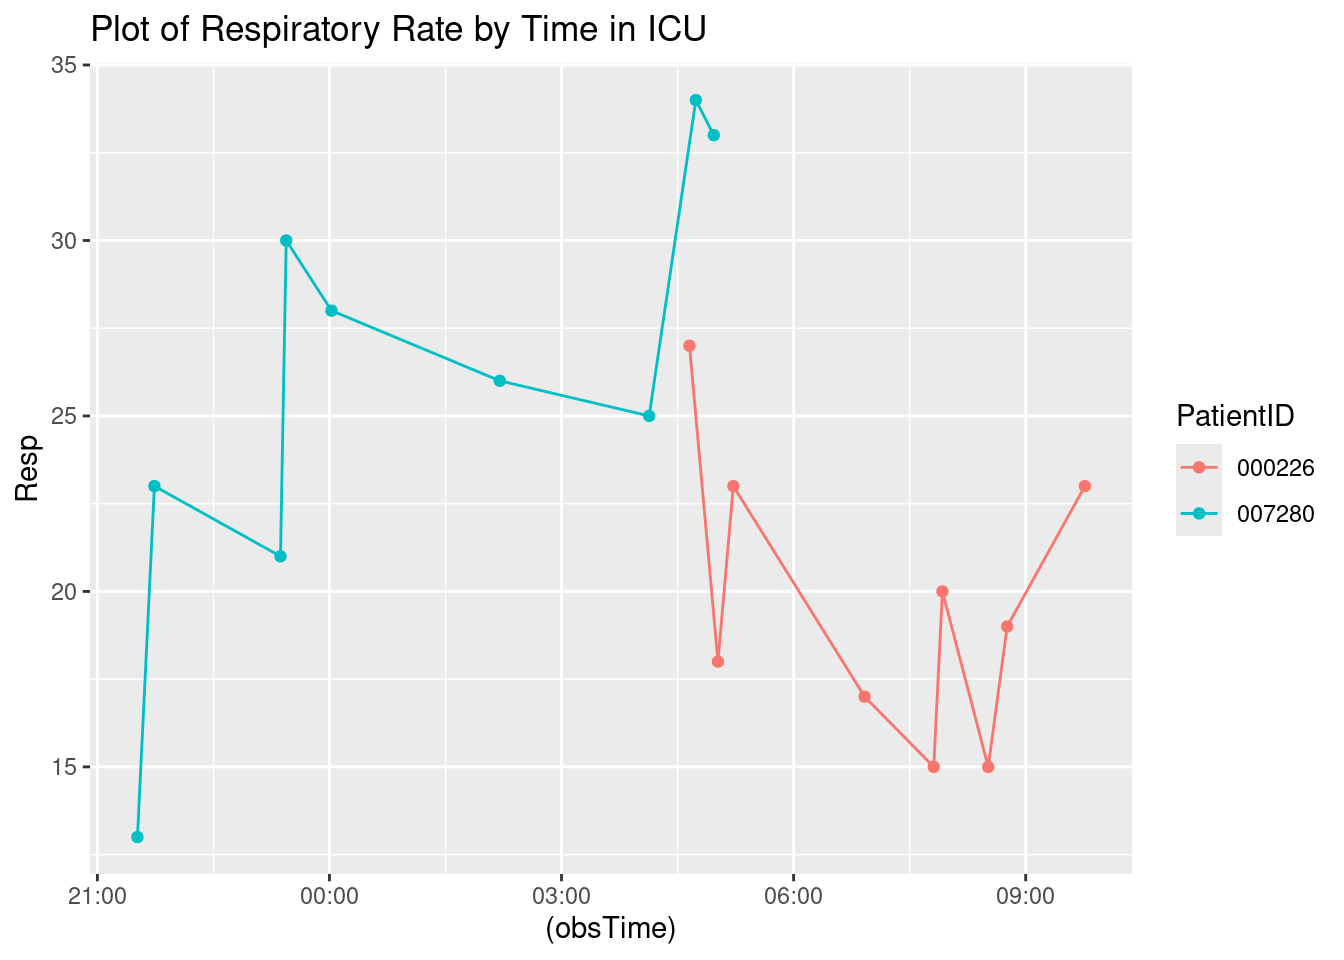 Plot of Respiratory Rate by Time in ICU
35
30
25
20
15
Resp
21:00 00:00 03:00 06:00 09:00
(obsTime)
PatientID
000226
007280